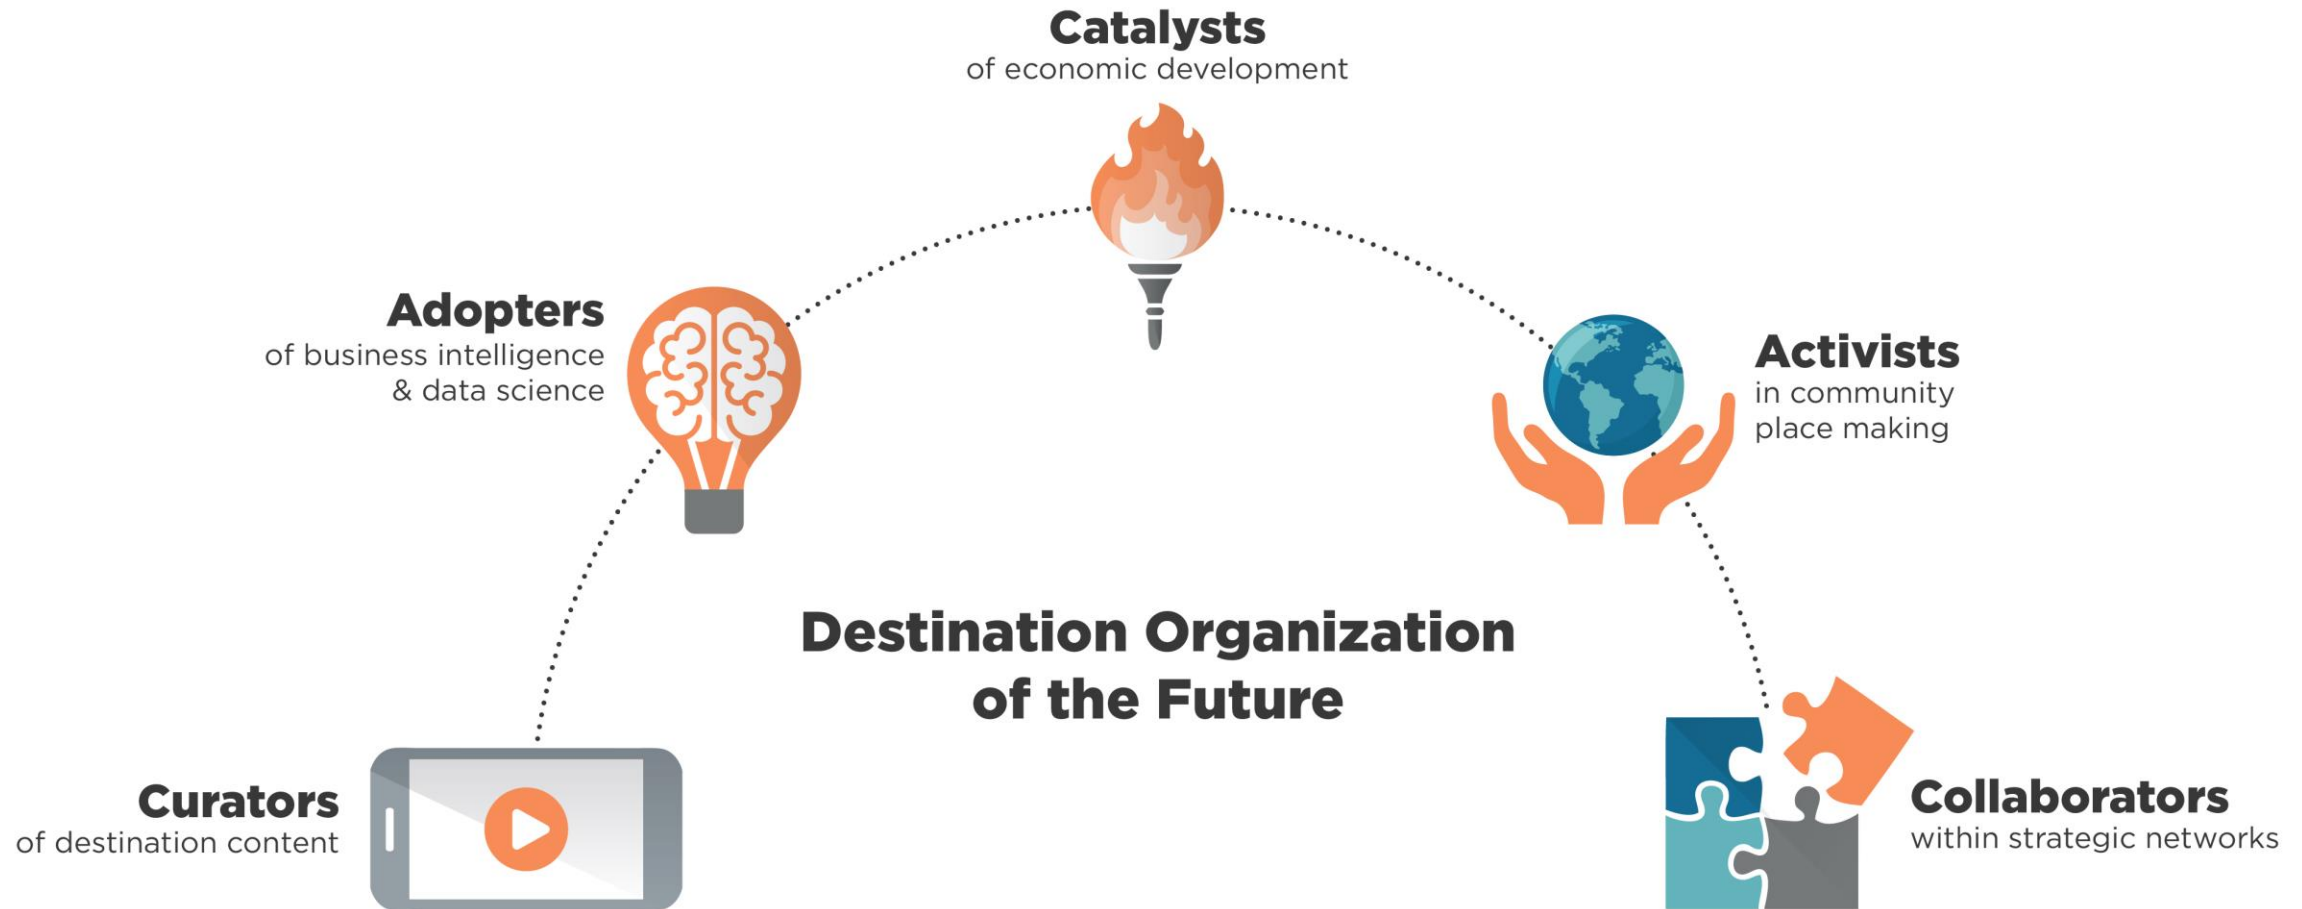 Catalysts
of economic development
Adopters
of business intelligence
& data science
Activists
in community
place making
Destination Organization
of the Future
Curators
of destination content
Collaborators
within strategic networks